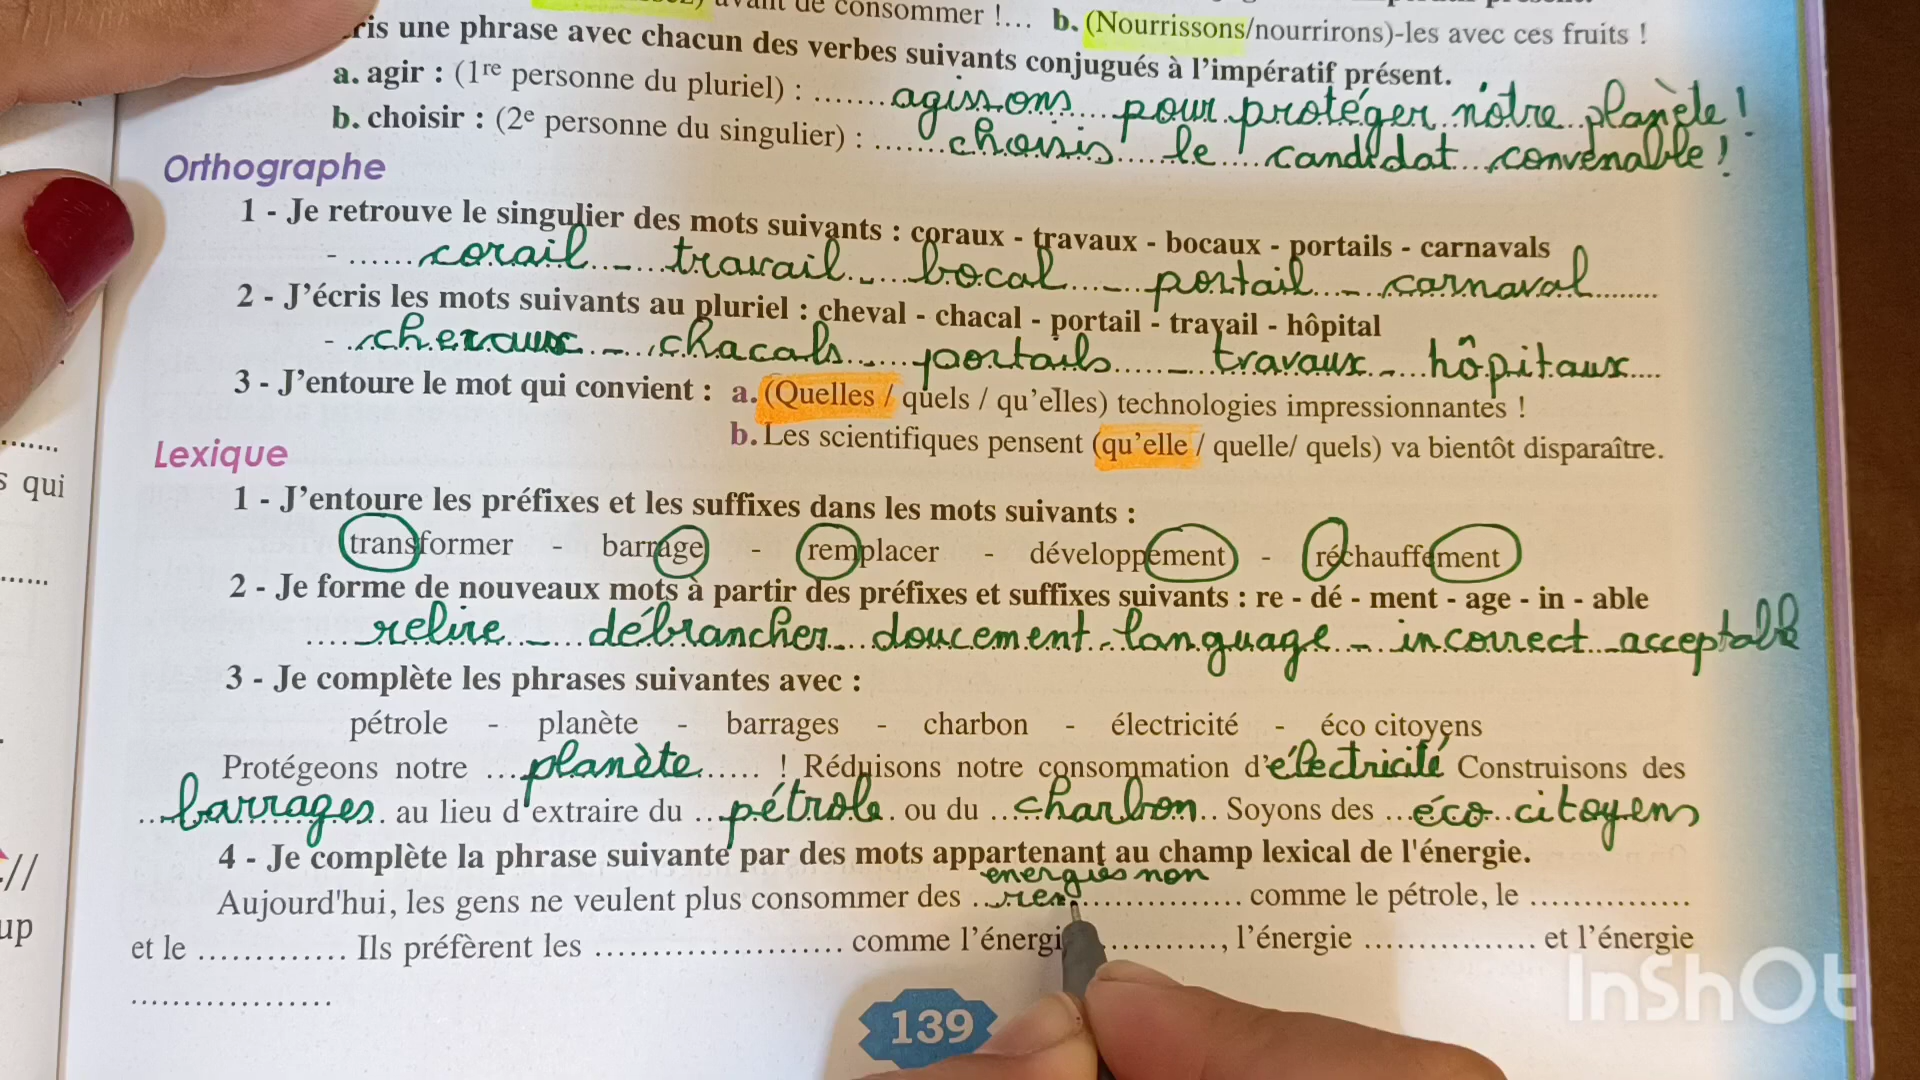 avant de consommer !... b. (Nourrissons/nourrirons)-les avec ces fruits !
ris une phrase avec chacun des verbes suivants conjugués à l'impératif présent.
a. agir : (1re personne du pluriel) : .......agissons pour protéger notre planète !
b. choisir : (2e personne du singulier) : .......choisis le candidat convenable !
Orthographe
1 - Je retrouve le singulier des mots suivants : coraux - travaux - bocaux - portails - carnavals
- ......corail - travail - bocal - portail - carnaval.......
2 - J'écris les mots suivants au pluriel : cheval - chacal - portail - travail - hôpital
- chevaux - chacals - portails - travaux - hôpitaux....
3 - J'entoure le mot qui convient : a. (Quelles / quels / qu'elles) technologies impressionnantes !
b. Les scientifiques pensent (qu'elle / quelle/ quels) va bientôt disparaître.
Lexique
s qui
1 - J'entoure les préfixes et les suffixes dans les mots suivants :
transformer - barrage - remplacer - développement - réchauffement
2 - Je forme de nouveaux mots à partir des préfixes et suffixes suivants : re - dé - ment - age - in - able
.....relire - débrancher - doucement - language - incorrect - acceptable
3 - Je complète les phrases suivantes avec :
pétrole - planète - barrages - charbon - électricité - éco citoyens
Protégeons notre ...planète..... ! Réduisons notre consommation d'électricité Construisons des
...barrages. au lieu d'extraire du ...pétrole. ou du ...charbon... Soyons des ...éco citoyens
//
4 - Je complète la phrase suivante par des mots appartenant au champ lexical de l'énergie.
energies non
Aujourd'hui, les gens ne veulent plus consommer des ..ren............... comme le pétrole, le ...............
up
et le ............. Ils préfèrent les ...................... comme l'énergi ..........., l'énergie ............... et l'énergie
..................
139
InShOt